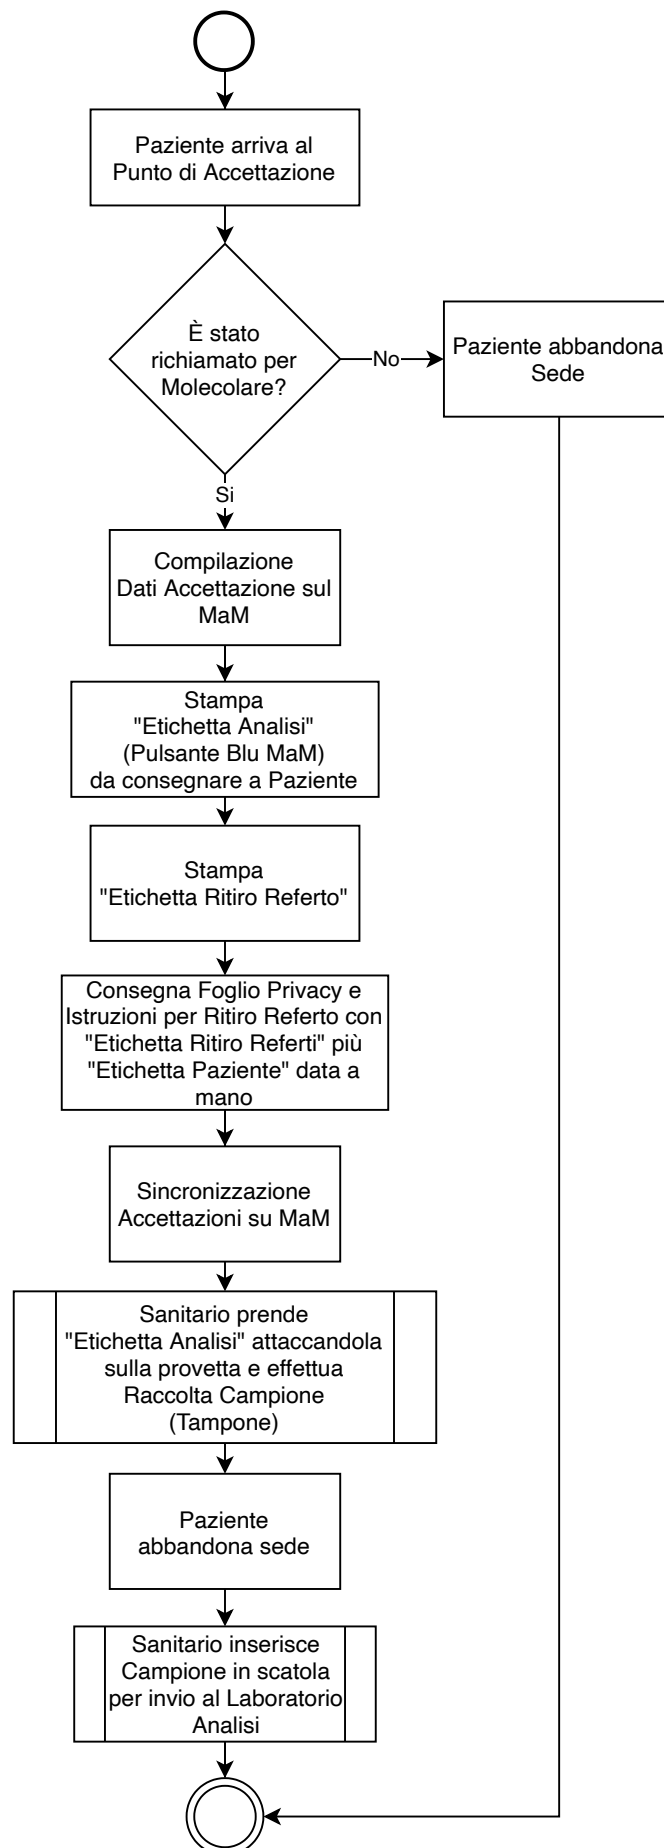 Paziente arriva al
Punto di Accettazione
È stato
richiamato per
Molecolare?
No
Paziente abbandona
Sede
Si
Compilazione
Dati Accettazione sul
MaM
Stampa
"Etichetta Analisi"
(Pulsante Blu MaM)
da consegnare a Paziente
Stampa
"Etichetta Ritiro Referto"
Consegna Foglio Privacy e
Istruzioni per Ritiro Referto con
"Etichetta Ritiro Referti" più
"Etichetta Paziente" data a
mano
Sincronizzazione
Accettazioni su MaM
Sanitario prende
"Etichetta Analisi" attaccandola
sulla provetta e effettua
Raccolta Campione
(Tampone)
Paziente
abbandona sede
Sanitario inserisce
Campione in scatola
per invio al Laboratorio
Analisi